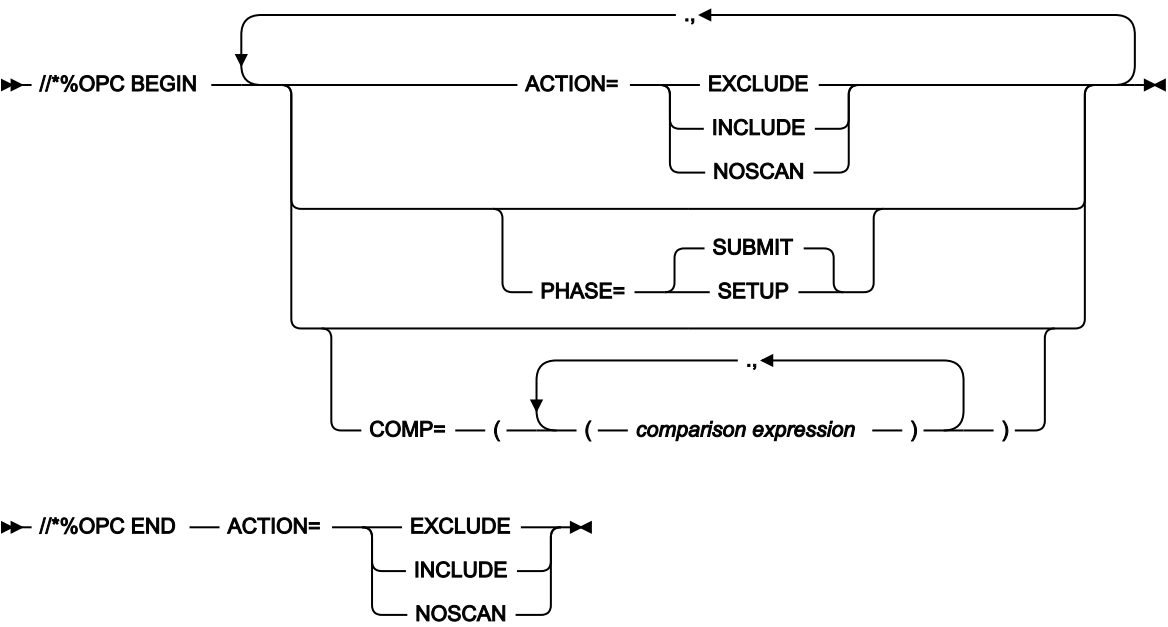 .,
//*%OPC BEGIN ACTION= EXCLUDE
INCLUDE
NOSCAN
SUBMIT
PHASE= SETUP
.,
COMP= ( ( comparison expression ) )
//*%OPC END ACTION= EXCLUDE
INCLUDE
NOSCAN